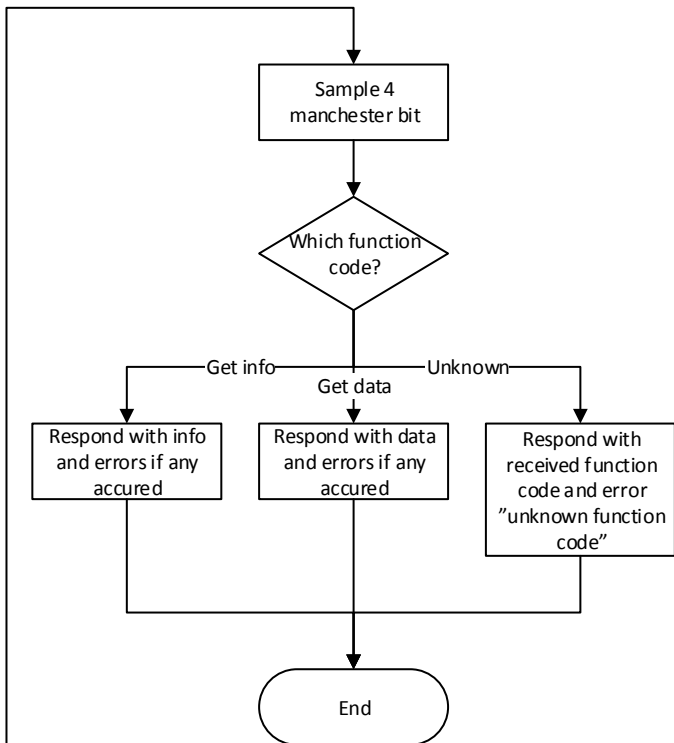 Sample 4
manchester bit
Which function
code?
Get info
Get data
Unknown
Respond with info
and errors if any
accured
Respond with data
and errors if any
accured
Respond with
received function
code and error
”unknown function
code”
End